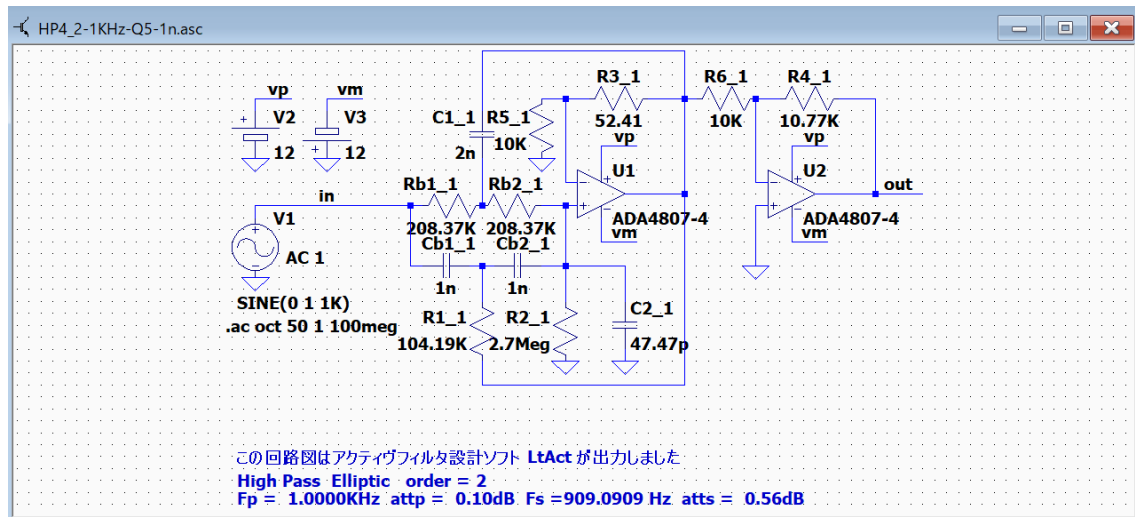 HP4_2-1KHz-Q5-1n.asc
vp
vm
V2
V3
+
+
12
12
R3_1
R6_1
R4_1
C1_1
R5_1
52.41
10K
10.77K
vp
vp
10K
2n
U1
U2
Rb1_1
Rb2_1
out
in
208.37K
208.37K
ADA4807-4
ADA4807-4
V1
Cb1_1
Cb2_1
vm
vm
AC 1
1n
1n
SINE(0 1 1K)
R1_1
R2_1
C2_1
.ac oct 50 1 100meg
104.19K
2.7Meg
47.47p
この回路図はアクティヴフィルタ設計ソフト LtAct が出力しました
High Pass Elliptic order = 2
Fp = 1.0000KHz attp = 0.10dB Fs =909.0909 Hz atts = 0.56dB